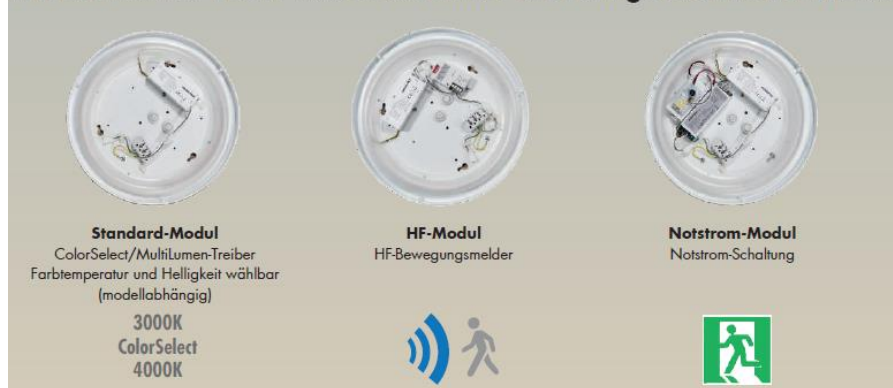 Standard-Modul
ColorSelect/MultiLumen-Treiber
Farbtemperatur und Helligkeit wählbar
(modellabhängig)
3000K
ColorSelect
4000K
HF-Modul
HF-Bewegungsmelder
Notstrom-Modul
Notstrom-Schaltung